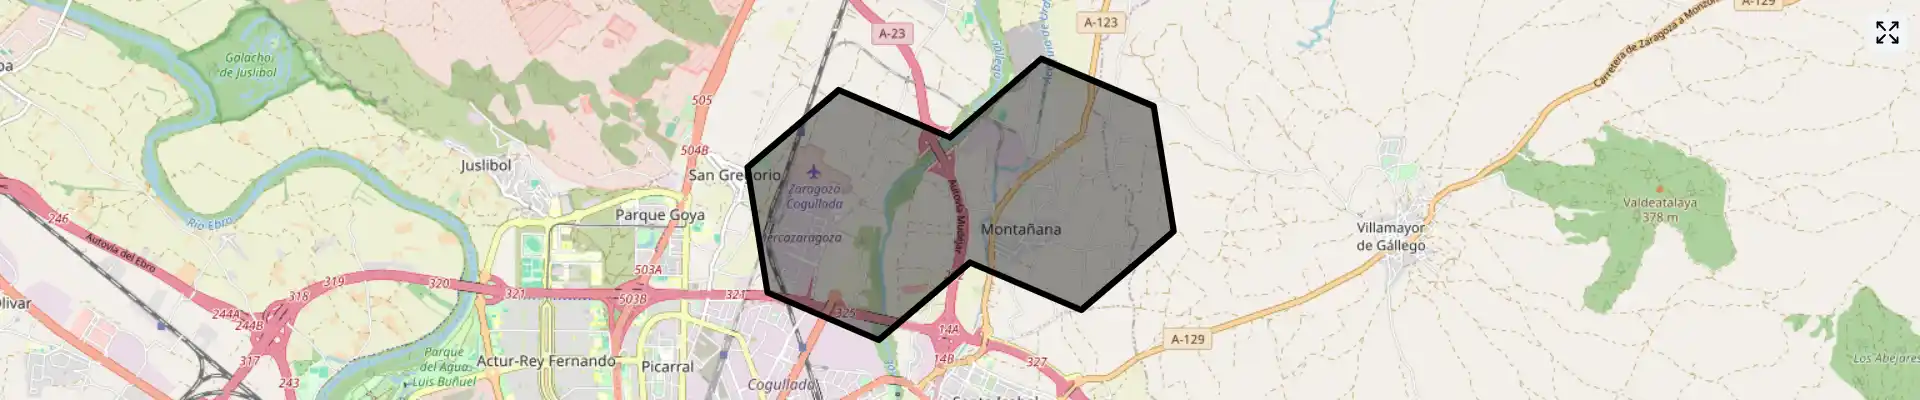 A-129
A-23
A-123
Galacho
de Juslibol
Carretera de Zaragoza a Monzón
505
504B
Juslibol
San Gregorio
Zaragoza
Cogullada
246
Autovía del Ebro
Río Ebro
Parque Goya
Mercazaragoza
Autovía Mudéjar
Montañana
Villamayor
de Gállego
Valdeatalaya
378 m
503A
319
320
318
321
503B
321
244A
244B
325
14A
14B
317
243
Parque
del Agua
Luis Buñuel
Actur-Rey Fernando
Picarral
Cogullada
327
A-129
Los Abejares